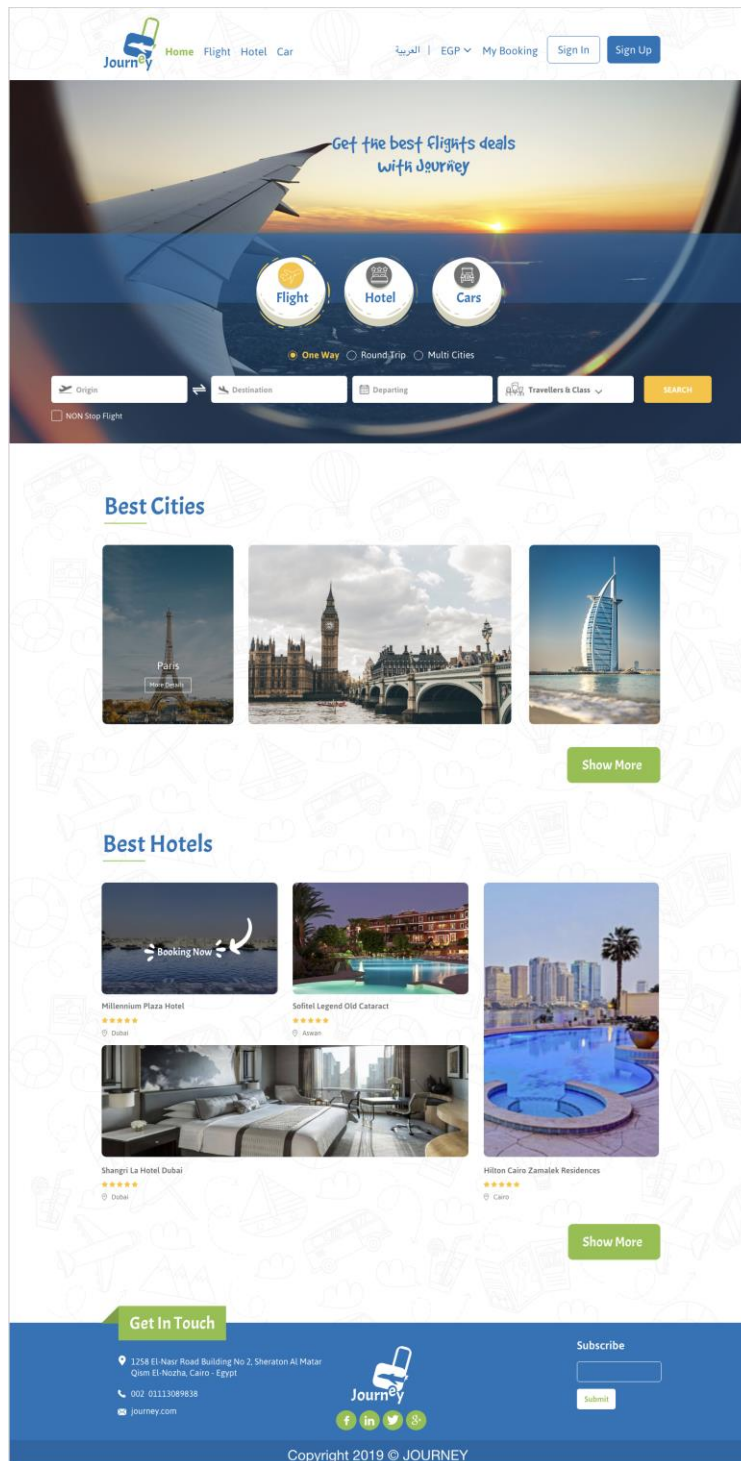 Journey
Home Flight Hotel Car
العربية | EGP My Booking Sign In Sign Up
Get the best flights deals
with Journey
Flight Hotel Cars
One Way Round Trip Multi Cities
Origin Destination Departing Travellers & Class SEARCH
NON Stop Flight
Best Cities
Paris
More Details
Show More
Best Hotels
Booking Now
Millennium Plaza Hotel
Dubai
Sofitel Legend Old Cataract
Aswan
Shangri La Hotel Dubai
Dubai
Hilton Cairo Zamalek Residences
Cairo
Show More
Get In Touch
1258 El-Nasr Road Building No 2, Sheraton Al Matar
Qism El-Nozha, Cairo - Egypt
002 01113089838
journey.com
Journey
Subscribe
Submit
Copyright 2019 © JOURNEY